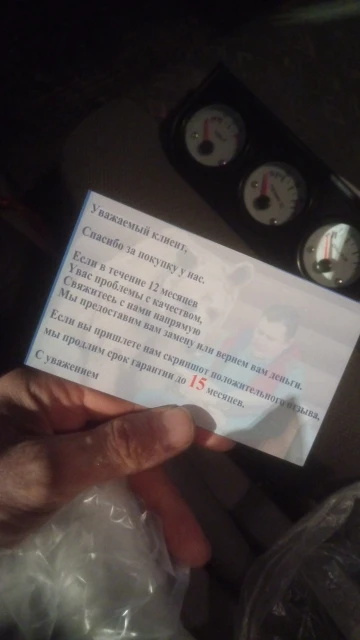 Уважаемый клиент,
Спасибо за покупку у нас.
Если в течение 12 месяцев
Увас проблемы с качеством,
Свяжитесь с нами напрямую
Мы предоставим вам замену или вернем вам деньги.
Если вы пришлете нам скриншот положительного отзыва,
мы продлим срок гарантии до 15 месяцев.
С уважением